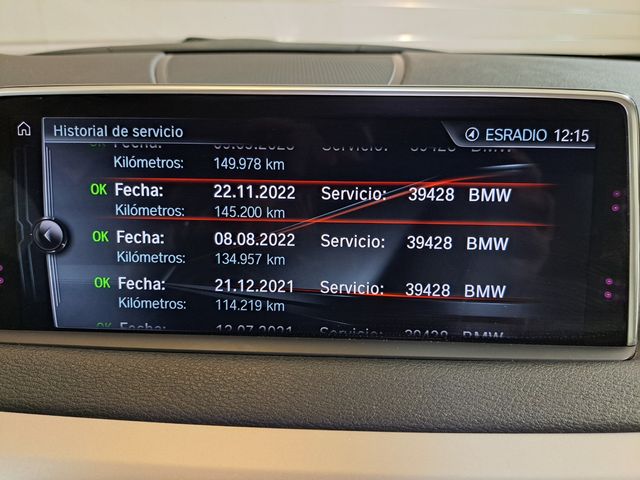 Historial de servicio
ESRADIO 12:15
Kilómetros: 149.978 km
OK Fecha: 22.11.2022 Servicio: 39428 BMW
Kilómetros: 145.200 km
OK Fecha: 08.08.2022 Servicio: 39428 BMW
Kilómetros: 134.957 km
OK Fecha: 21.12.2021 Servicio: 39428 BMW
Kilómetros: 114.219 km